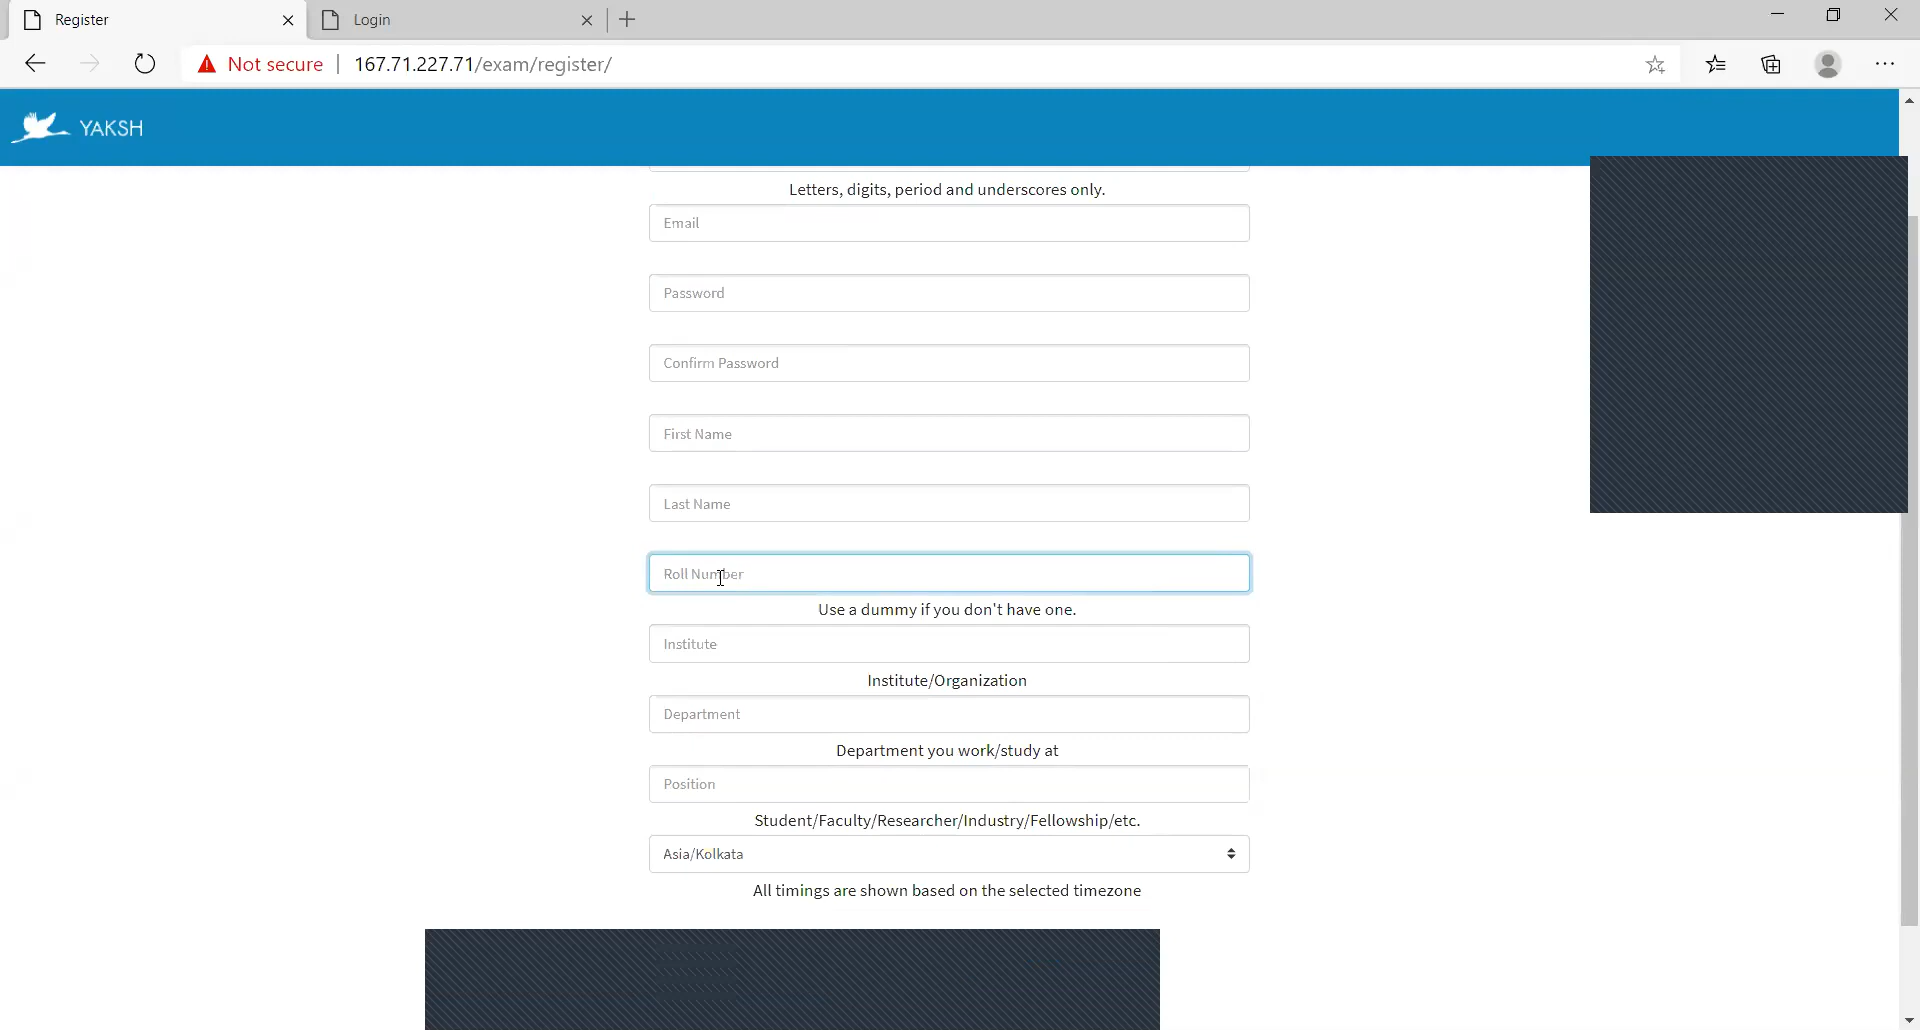 Register
Login
Not secure
167.71.227.71/exam/register/
YAKSH
Letters, digits, period and underscores only.
Email
Password
Confirm Password
First Name
Last Name
Roll Number
Use a dummy if you don't have one.
Institute
Institute/Organization
Department
Department you work/study at
Position
Student/Faculty/Researcher/Industry/Fellowship/etc.
Asia/Kolkata
All timings are shown based on the selected timezone